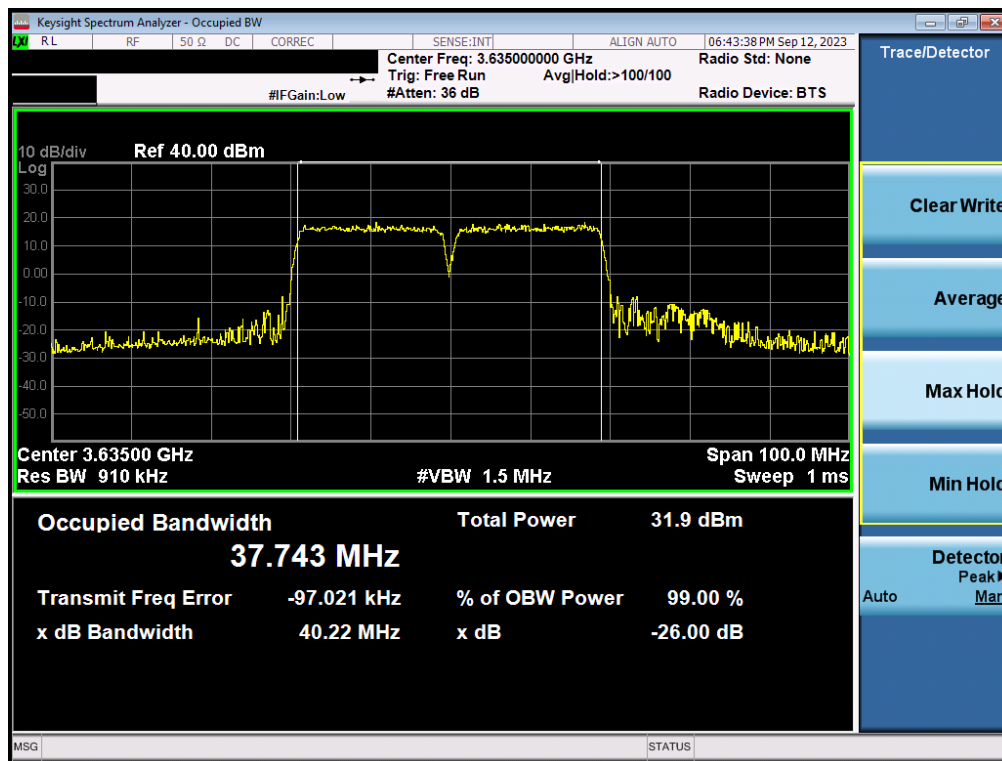 Keysight Spectrum Analyzer - Occupied BW
LXI RL RF 50 Ω DC CORREC SENSE:INT ALIGN AUTO 06:43:38 PM Sep 12, 2023
Center Freq: 3.635000000 GHz Radio Std: None
Trig: Free Run Avg|Hold:>100/100
#IFGain:Low #Atten: 36 dB Radio Device: BTS
Trace/Detector
10 dB/div Ref 40.00 dBm
Log
30.0
20.0
10.0
0.00
-10.0
-20.0
-30.0
-40.0
-50.0
Center 3.63500 GHz Span 100.0 MHz
Res BW 910 kHz #VBW 1.5 MHz Sweep 1 ms
Occupied Bandwidth Total Power 31.9 dBm
37.743 MHz
Transmit Freq Error -97.021 kHz % of OBW Power 99.00 %
x dB Bandwidth 40.22 MHz x dB -26.00 dB
Clear Write
Average
Max Hold
Min Hold
Detector
Peak
Auto Man
MSG STATUS